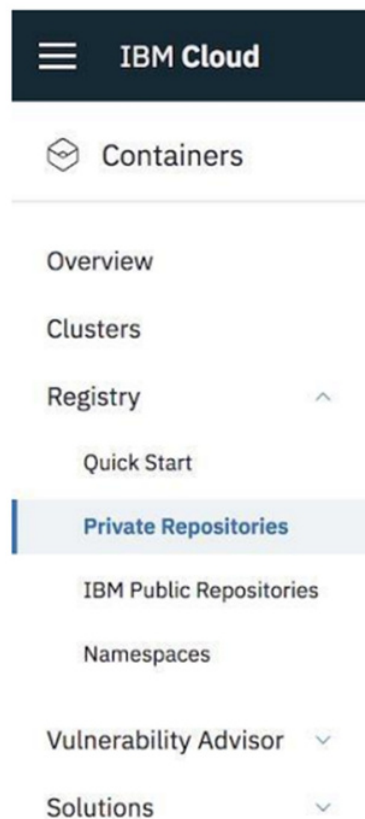 IBM Cloud
Containers
Overview
Clusters
Registry
Quick Start
Private Repositories
IBM Public Repositories
Namespaces
Vulnerability Advisor
Solutions